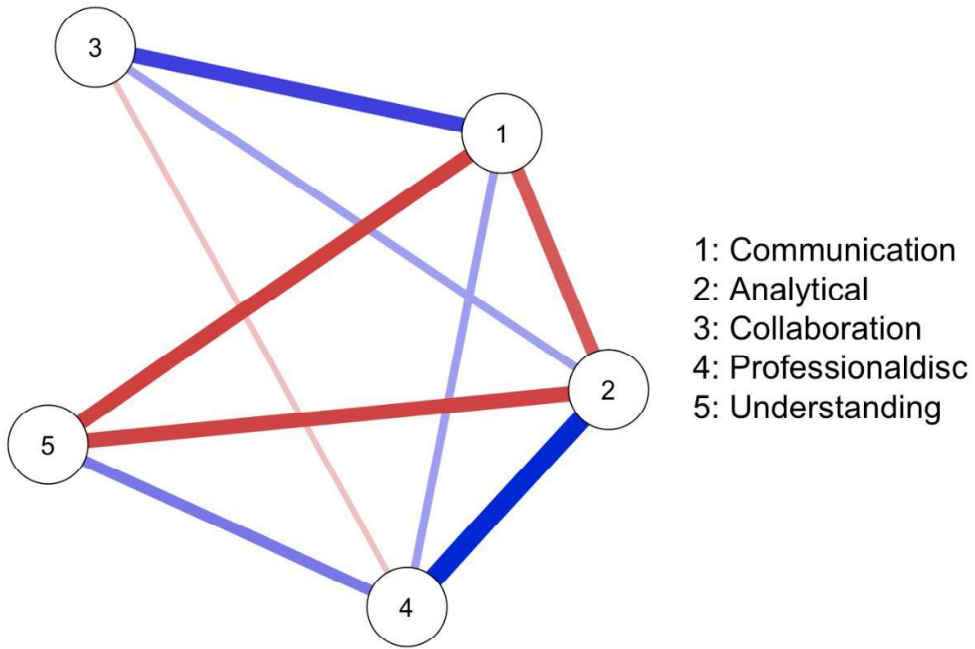 3
1
1: Communication
2: Analytical
3: Collaboration
4: Professionaldisc
5: Understanding
2
5
4